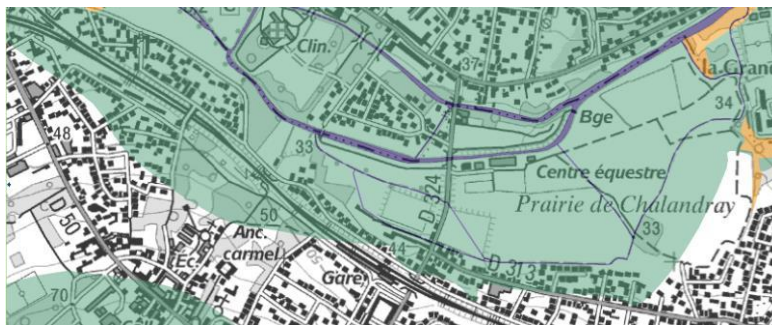 Clin.
37
la Grand
34
Bge
48
33
Centre équestre
D 324
Prairie de Chalandray
D 50
50
33
Anc.
carmel
Ec.
44
D 313
Gare
70